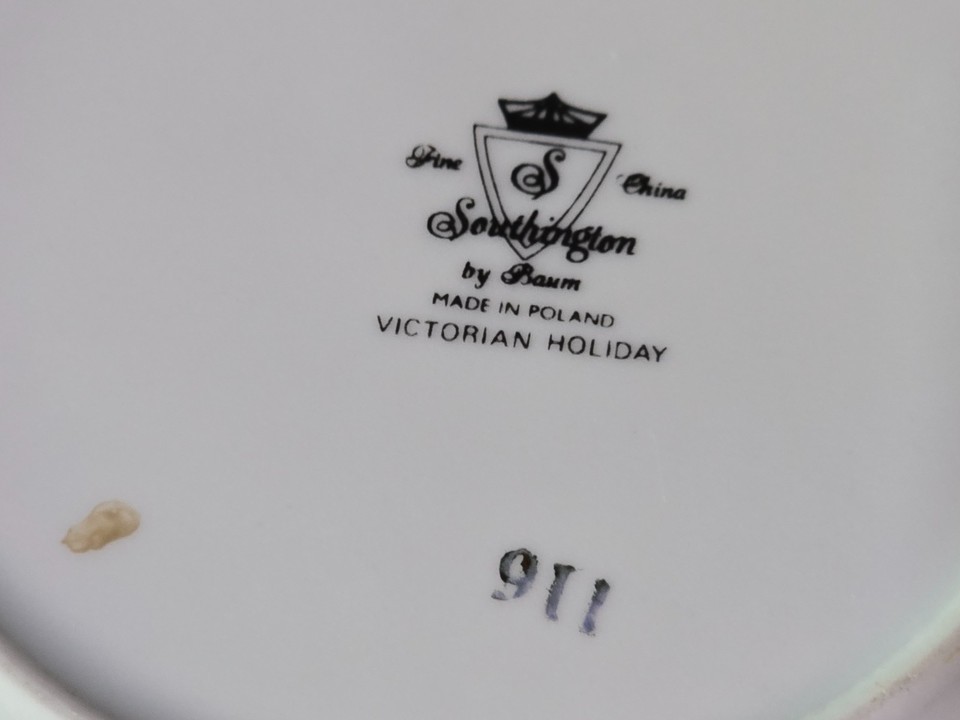 Fine S China
Southington
by Baum
MADE IN POLAND
VICTORIAN HOLIDAY
911